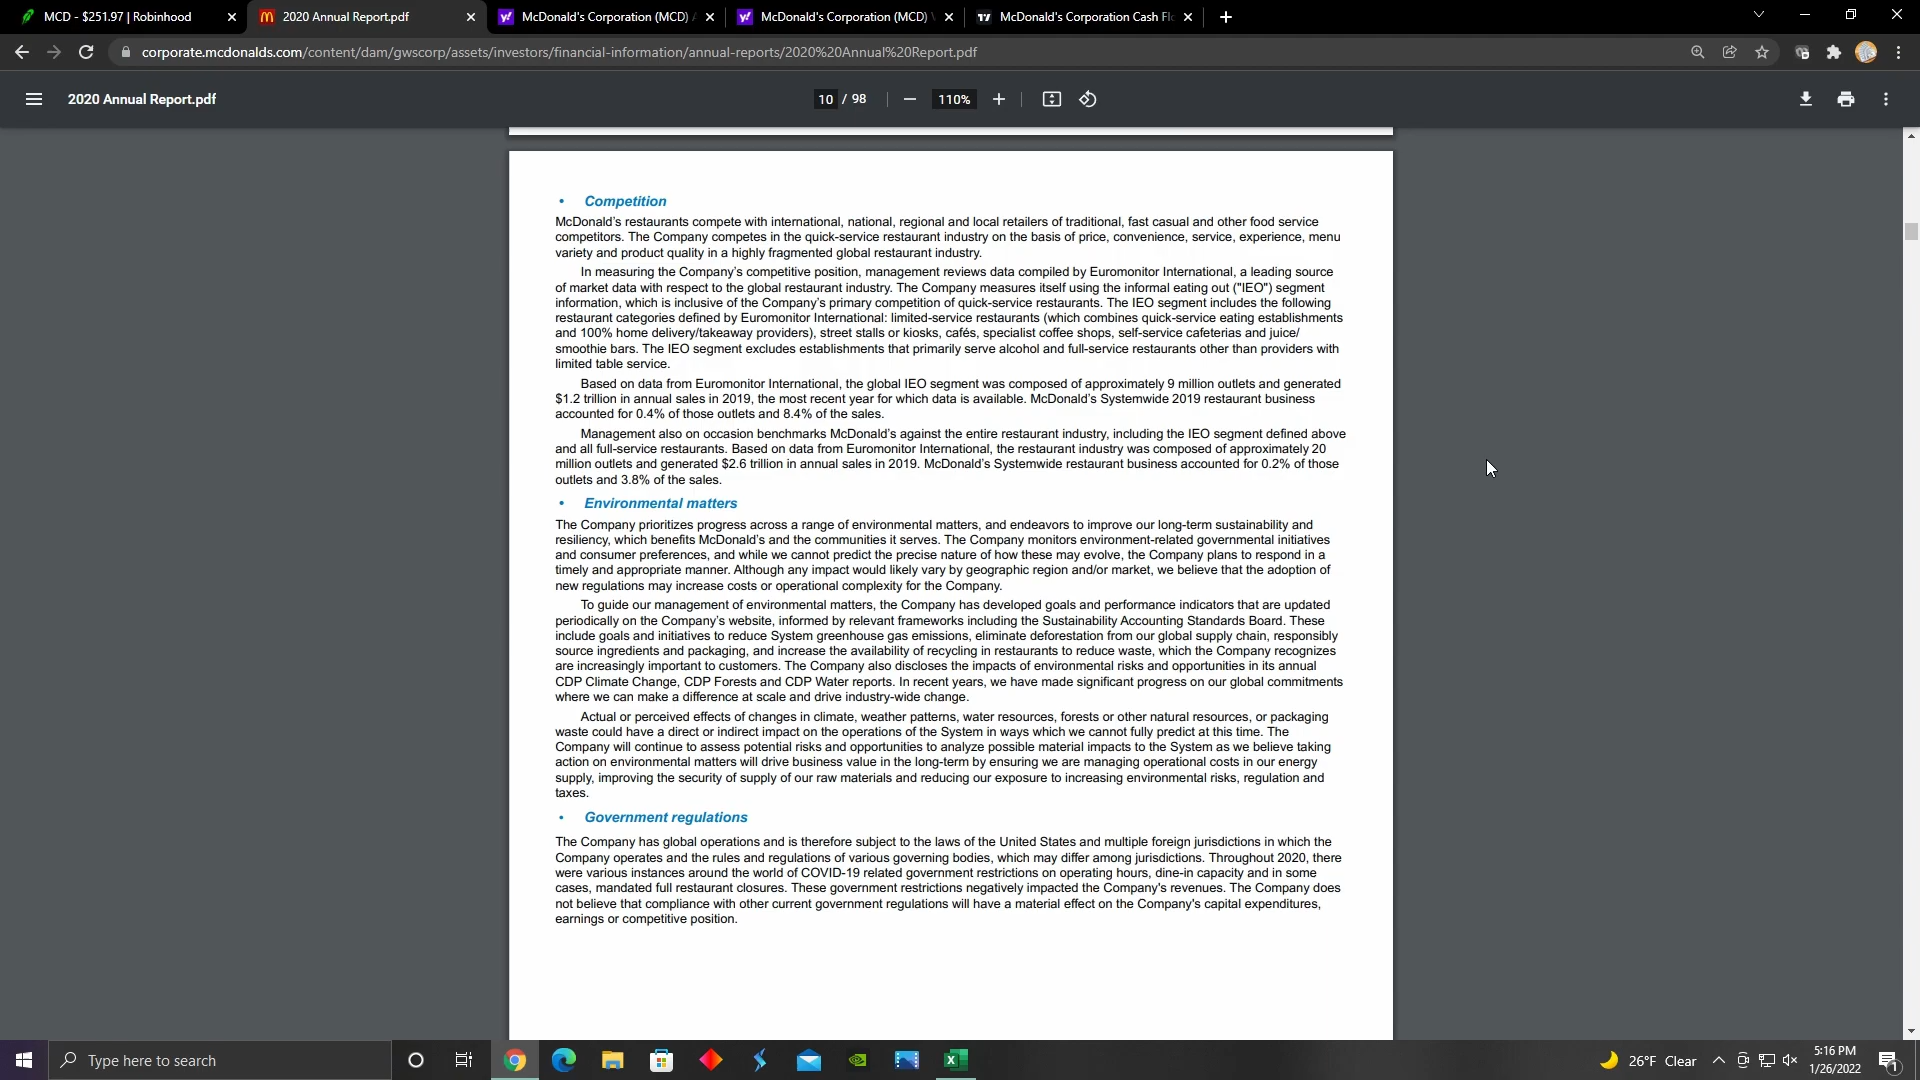 MCD - $251.97 | Robinhood
2020 Annual Report.pdf
McDonald's Corporation (MCD)
McDonald's Corporation (MCD)
McDonald's Corporation Cash Fl
corporate.mcdonalds.com/content/dam/gwscorp/assets/investors/financial-information/annual-reports/2020%20Annual%20Report.pdf
2020 Annual Report.pdf
10 / 98
110%
• Competition
McDonald's restaurants compete with international, national, regional and local retailers of traditional, fast casual and other food service
competitors. The Company competes in the quick-service restaurant industry on the basis of price, convenience, service, experience, menu
variety and product quality in a highly fragmented global restaurant industry.
In measuring the Company's competitive position, management reviews data compiled by Euromonitor International, a leading source
of market data with respect to the global restaurant industry. The Company measures itself using the informal eating out ("IEO") segment
information, which is inclusive of the Company's primary competition of quick-service restaurants. The IEO segment includes the following
restaurant categories defined by Euromonitor International: limited-service restaurants (which combines quick-service eating establishments
and 100% home delivery/takeaway providers), street stalls or kiosks, cafés, specialist coffee shops, self-service cafeterias and juice/
smoothie bars. The IEO segment excludes establishments that primarily serve alcohol and full-service restaurants other than providers with
limited table service.
Based on data from Euromonitor International, the global IEO segment was composed of approximately 9 million outlets and generated
$1.2 trillion in annual sales in 2019, the most recent year for which data is available. McDonald's Systemwide 2019 restaurant business
accounted for 0.4% of those outlets and 8.4% of the sales.
Management also on occasion benchmarks McDonald's against the entire restaurant industry, including the IEO segment defined above
and all full-service restaurants. Based on data from Euromonitor International, the restaurant industry was composed of approximately 20
million outlets and generated $2.6 trillion in annual sales in 2019. McDonald's Systemwide restaurant business accounted for 0.2% of those
outlets and 3.8% of the sales.
• Environmental matters
The Company prioritizes progress across a range of environmental matters, and endeavors to improve our long-term sustainability and
resiliency, which benefits McDonald's and the communities it serves. The Company monitors environment-related governmental initiatives
and consumer preferences, and while we cannot predict the precise nature of how these may evolve, the Company plans to respond in a
timely and appropriate manner. Although any impact would likely vary by geographic region and/or market, we believe that the adoption of
new regulations may increase costs or operational complexity for the Company.
To guide our management of environmental matters, the Company has developed goals and performance indicators that are updated
periodically on the Company's website, informed by relevant frameworks including the Sustainability Accounting Standards Board. These
include goals and initiatives to reduce System greenhouse gas emissions, eliminate deforestation from our global supply chain, responsibly
source ingredients and packaging, and increase the availability of recycling in restaurants to reduce waste, which the Company recognizes
are increasingly important to customers. The Company also discloses the impacts of environmental risks and opportunities in its annual
CDP Climate Change, CDP Forests and CDP Water reports. In recent years, we have made significant progress on our global commitments
where we can make a difference at scale and drive industry-wide change.
Actual or perceived effects of changes in climate, weather patterns, water resources, forests or other natural resources, or packaging
waste could have a direct or indirect impact on the operations of the System in ways which we cannot fully predict at this time. The
Company will continue to assess potential risks and opportunities to analyze possible material impacts to the System as we believe taking
action on environmental matters will drive business value in the long-term by ensuring we are managing operational costs in our energy
supply, improving the security of supply of our raw materials and reducing our exposure to increasing environmental risks, regulation and
taxes.
• Government regulations
The Company has global operations and is therefore subject to the laws of the United States and multiple foreign jurisdictions in which the
Company operates and the rules and regulations of various governing bodies, which may differ among jurisdictions. Throughout 2020, there
were various instances around the world of COVID-19 related government restrictions on operating hours, dine-in capacity and in some
cases, mandated full restaurant closures. These government restrictions negatively impacted the Company's revenues. The Company does
not believe that compliance with other current government regulations will have a material effect on the Company's capital expenditures,
earnings or competitive position.
Type here to search
26°F Clear
5:16 PM
1/26/2022
1